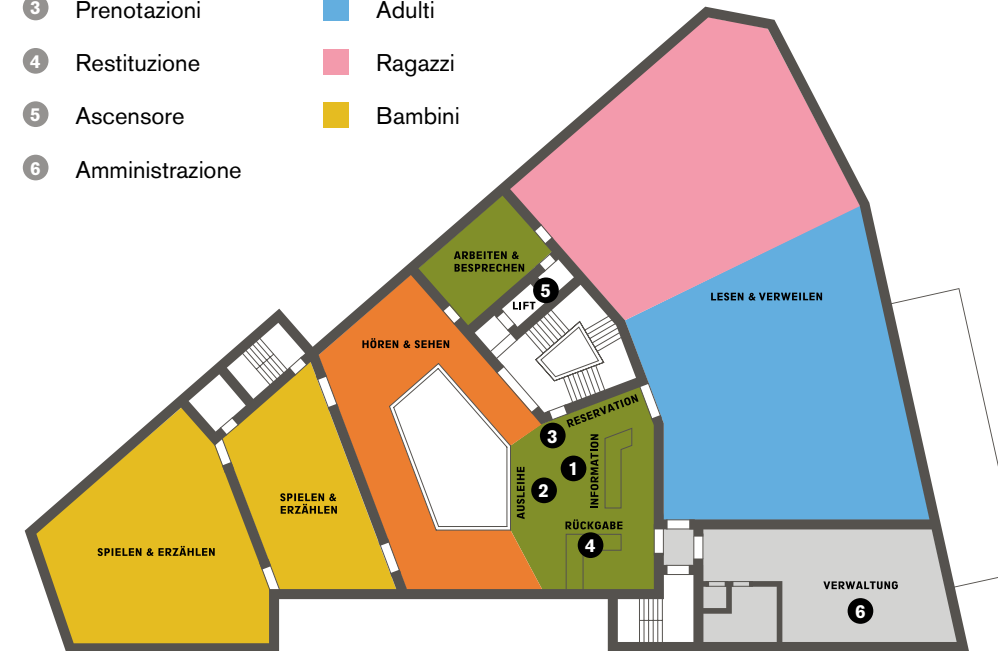 3 Prenotazioni
4 Restituzione
5 Ascensore
6 Amministrazione
Adulti
Ragazzi
Bambini
ARBEITEN &
BESPRECHEN
LIFT 5
LESEN & VERWEILEN
HÖREN & SEHEN
RESERVATION
3
1
INFORMATION
2
AUSLEIHE
RÜCKGABE
4
SPIELEN &
ERZÄHLEN
SPIELEN & ERZÄHLEN
VERWALTUNG
6